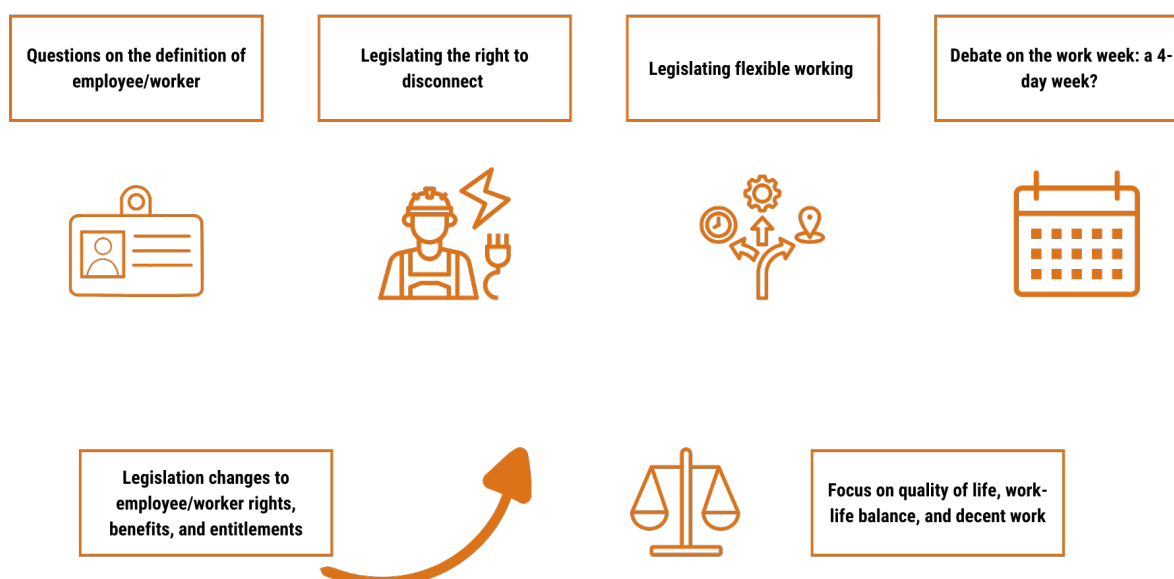 Questions on the definition of
employee/worker
Legislating the right to
disconnect
Legislating flexible working
Debate on the work week: a 4-
day week?
Legislation changes to
employee/worker rights,
benefits, and entitlements
Focus on quality of life, work-
life balance, and decent work